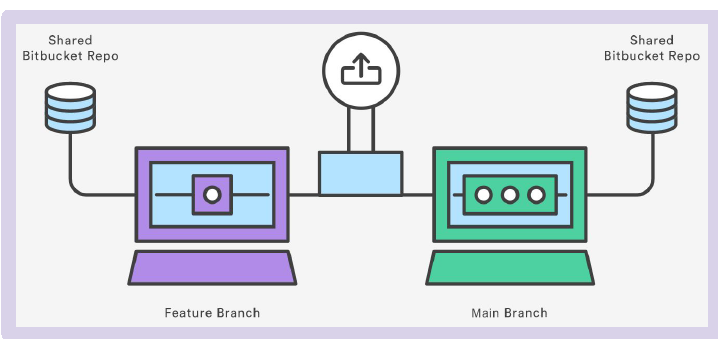 Shared
Bitbucket Repo
Shared
Bitbucket Repo
Feature Branch
Main Branch